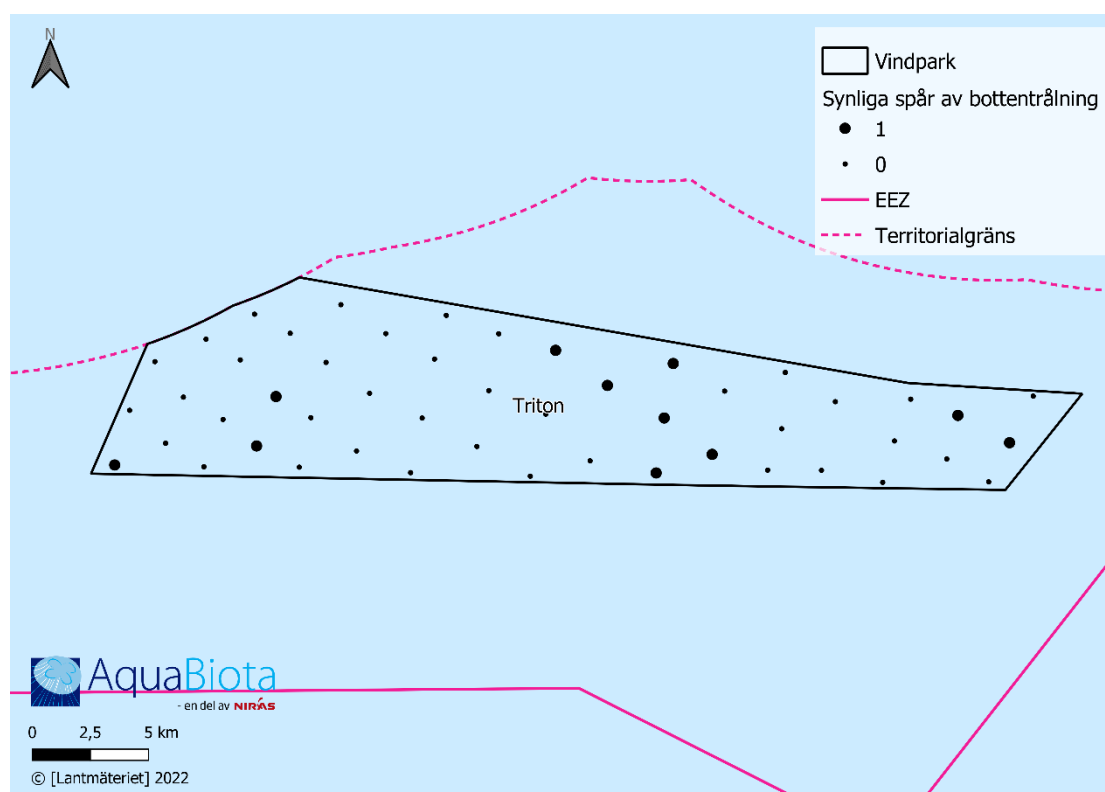 N
Vindpark
Synliga spår av bottentrålning
1
0
EEZ
Territorialgräns
Triton
AquaBiota
- en del av NIRÁS
0 2,5 5 km
© [Lantmäteriet] 2022